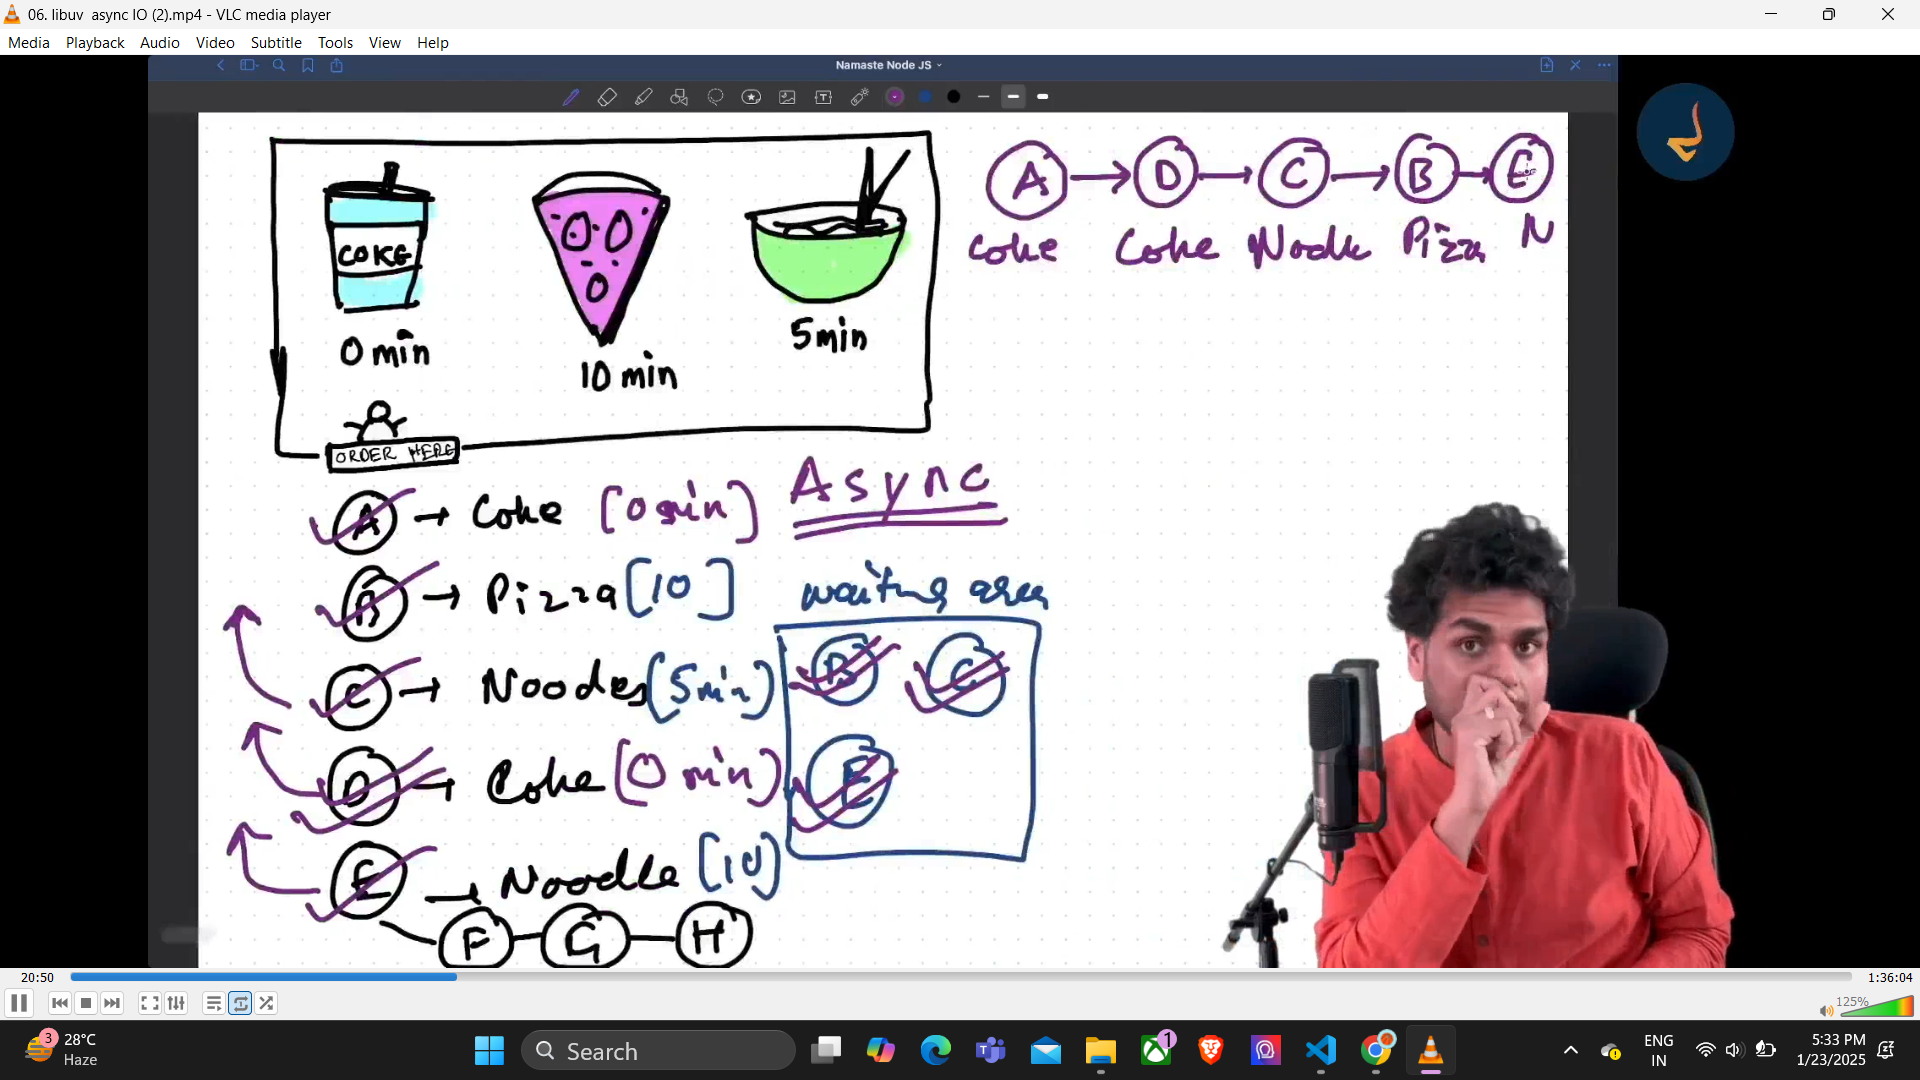 06. libuv async IO (2).mp4 - VLC media player
Media Playback Audio Video Subtitle Tools View Help
Namaste Node JS
A → D → C → B → E
Coke Coke Noodle Pizza N
COKE
0 min
10 min
5min
ORDER HERE
Async
A → Coke [0min]
B → Pizza [10]
waiting area
B C
C → Noodes (5min)
D → Coke [0 min]
E
E → Noodle [10]
F - G - H
20:50
1:36:04
125%
3
28°C
Haze
Search
1
ENG
IN
5:33 PM
1/23/2025